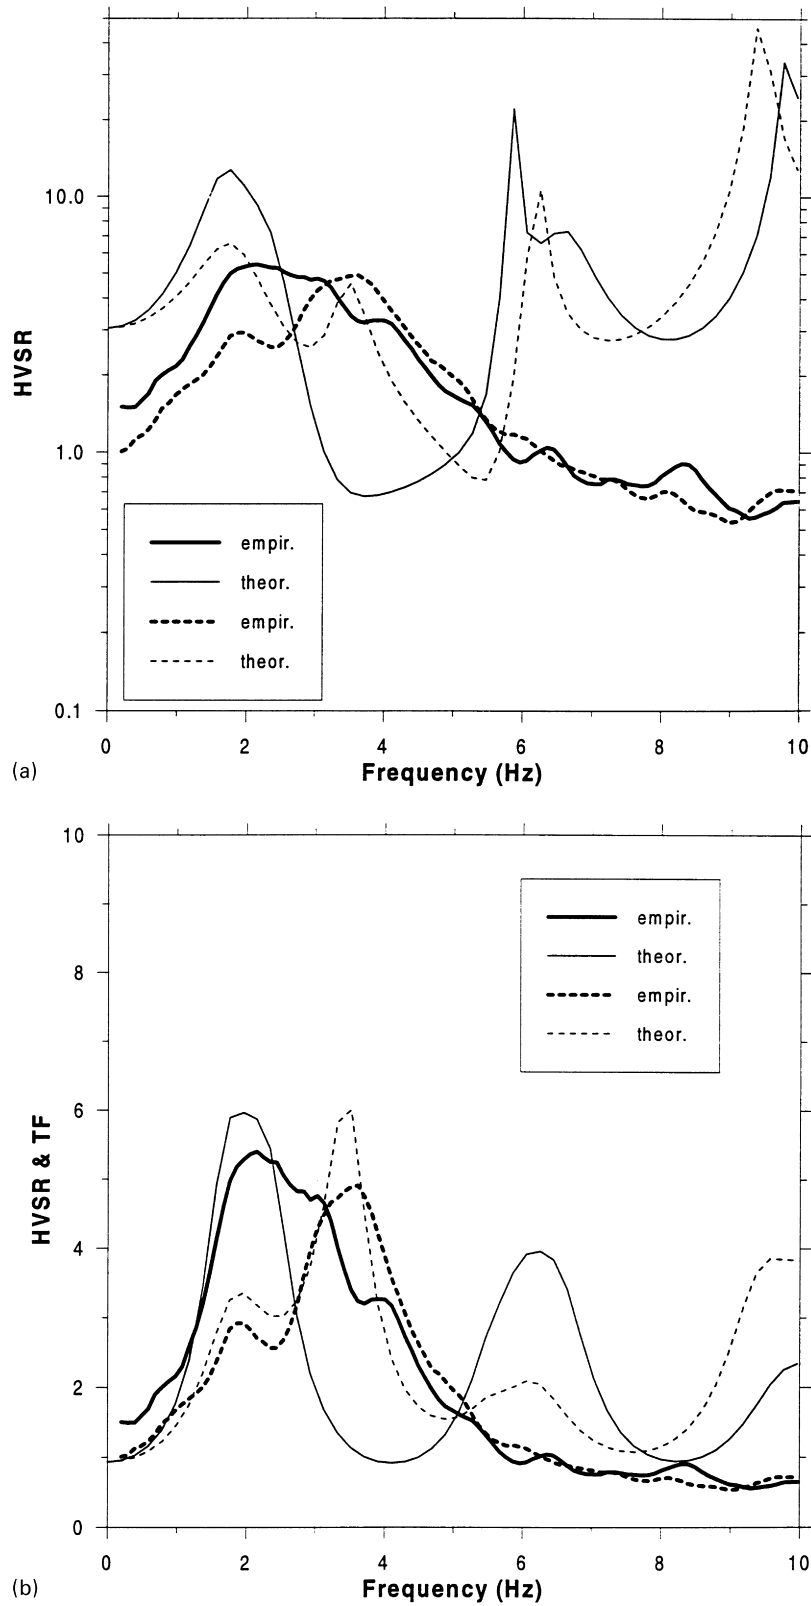 10.0
HVSR
1.0
empir.
theor.
empir.
theor.
0.1
0 2 4 6 8 10
(a)
Frequency (Hz)
10
empir.
8
theor.
empir.
theor.
6
HVSR & TF
4
2
0
0 2 4 6 8 10
(b)
Frequency (Hz)